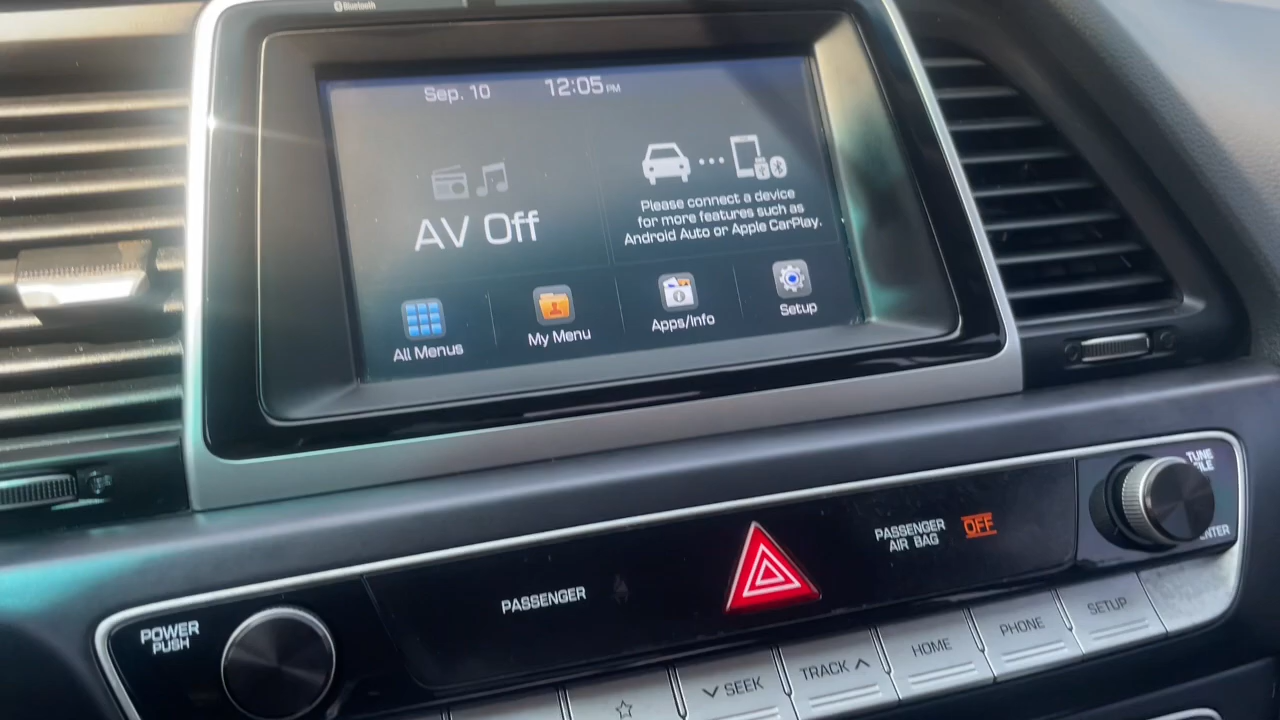 Bluetooth
Sep. 10
12:05 PM
AV Off
Please connect a device
for more features such as
Android Auto or Apple CarPlay.
All Menus
My Menu
Apps/Info
Setup
POWER
PUSH
PASSENGER
PASSENGER
AIR BAG
OFF
TUNE
SEEK
TRACK
HOME
PHONE
SETUP